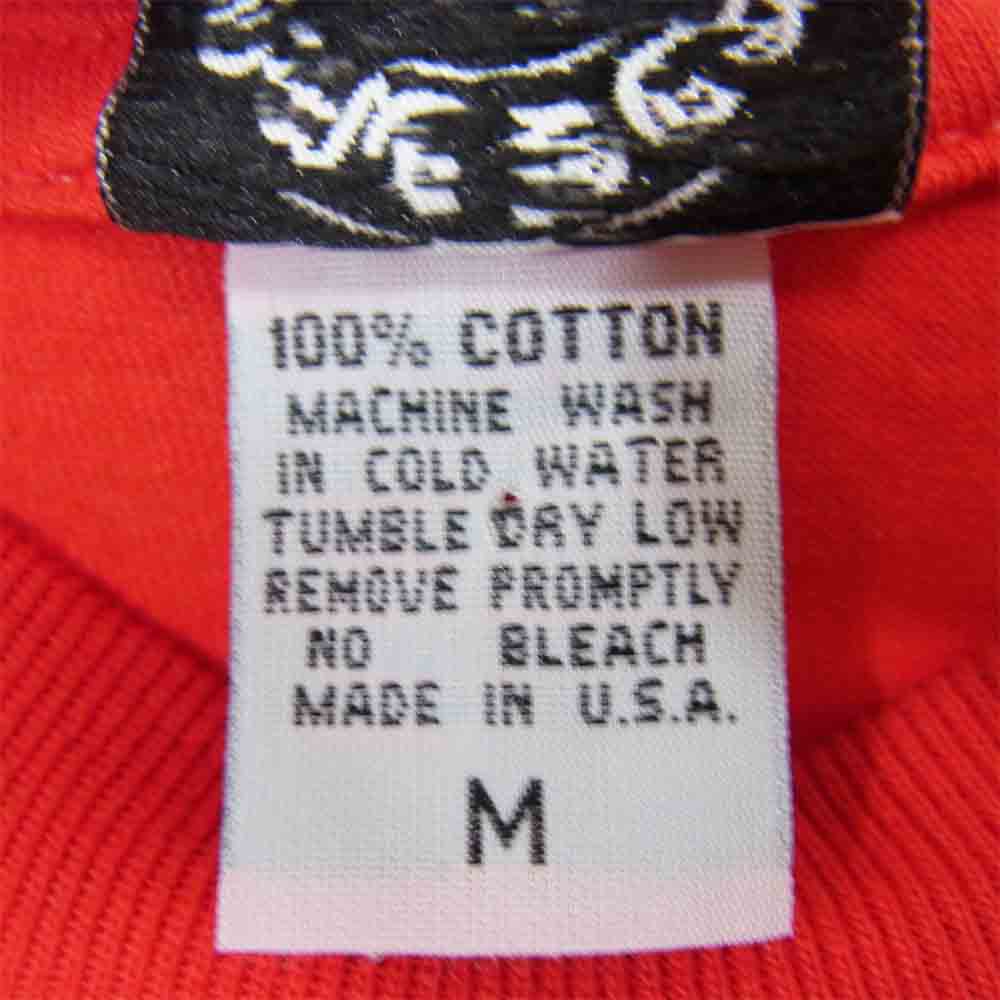 100% COTTON
MACHINE WASH
IN COLD WATER
TUMBLE DRY LOW
REMOVE PROMPTLY
NO BLEACH
MADE IN U.S.A.
M